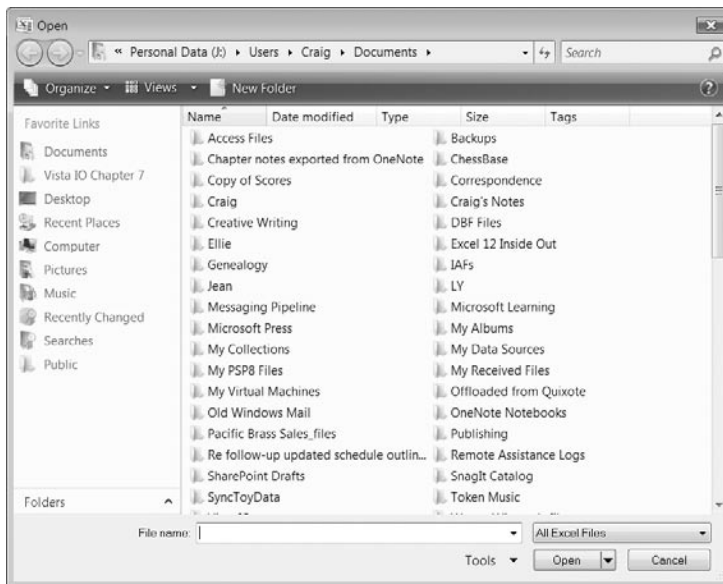 Open
« Personal Data (J:) ▸ Users ▸ Craig ▸ Documents ▸
Search
Organize
Views
New Folder
Favorite Links
Documents
Vista IO Chapter 7
Desktop
Recent Places
Computer
Pictures
Music
Recently Changed
Searches
Public
Folders
Name Date modified Type Size Tags
Access Files Backups
Chapter notes exported from OneNote ChessBase
Copy of Scores Correspondence
Craig Craig's Notes
Creative Writing DBF Files
Ellie Excel 12 Inside Out
Genealogy IAFs
Jean LY
Messaging Pipeline Microsoft Learning
Microsoft Press My Albums
My Collections My Data Sources
My PSP8 Files My Received Files
My Virtual Machines Offloaded from Quixote
Old Windows Mail OneNote Notebooks
Pacific Brass Sales_files Publishing
Re follow-up updated schedule outlin... Remote Assistance Logs
SharePoint Drafts SnagIt Catalog
SyncToyData Token Music
File name:
All Excel Files
Tools Open Cancel